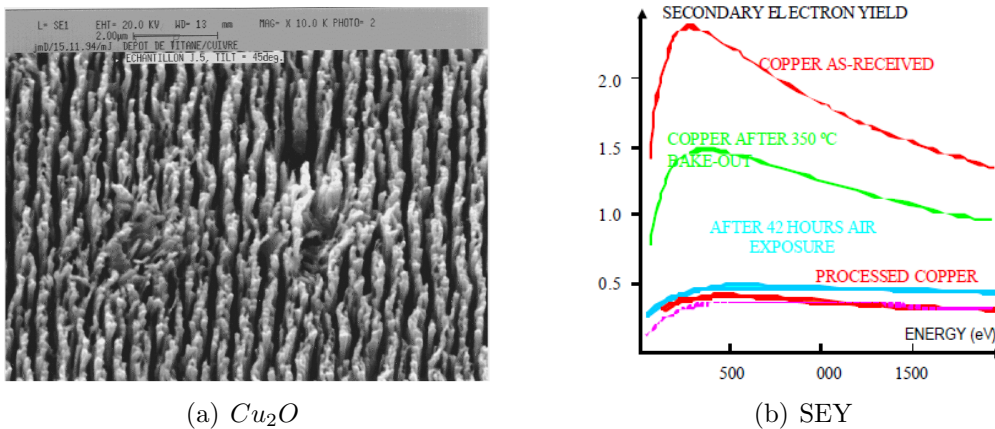 L= SE1 EHT= 20.0 KV WD= 13 mm MAG= X 10.0 K PHOTO= 2
2.00µm
jmD/15.11.94/mJ DEPOT DE TITANE/CUIVRE
ECHANTILLON J.5, TILT = 45deg.
(a) Cu₂O
SECONDARY ELECTRON YIELD
COPPER AS-RECEIVED
2.0
COPPER AFTER 350 ºC
BAKE-OUT
1.5
1.0
AFTER 42 HOURS AIR
EXPOSURE
PROCESSED COPPER
0.5
ENERGY (eV)
500 000 1500
(b) SEY